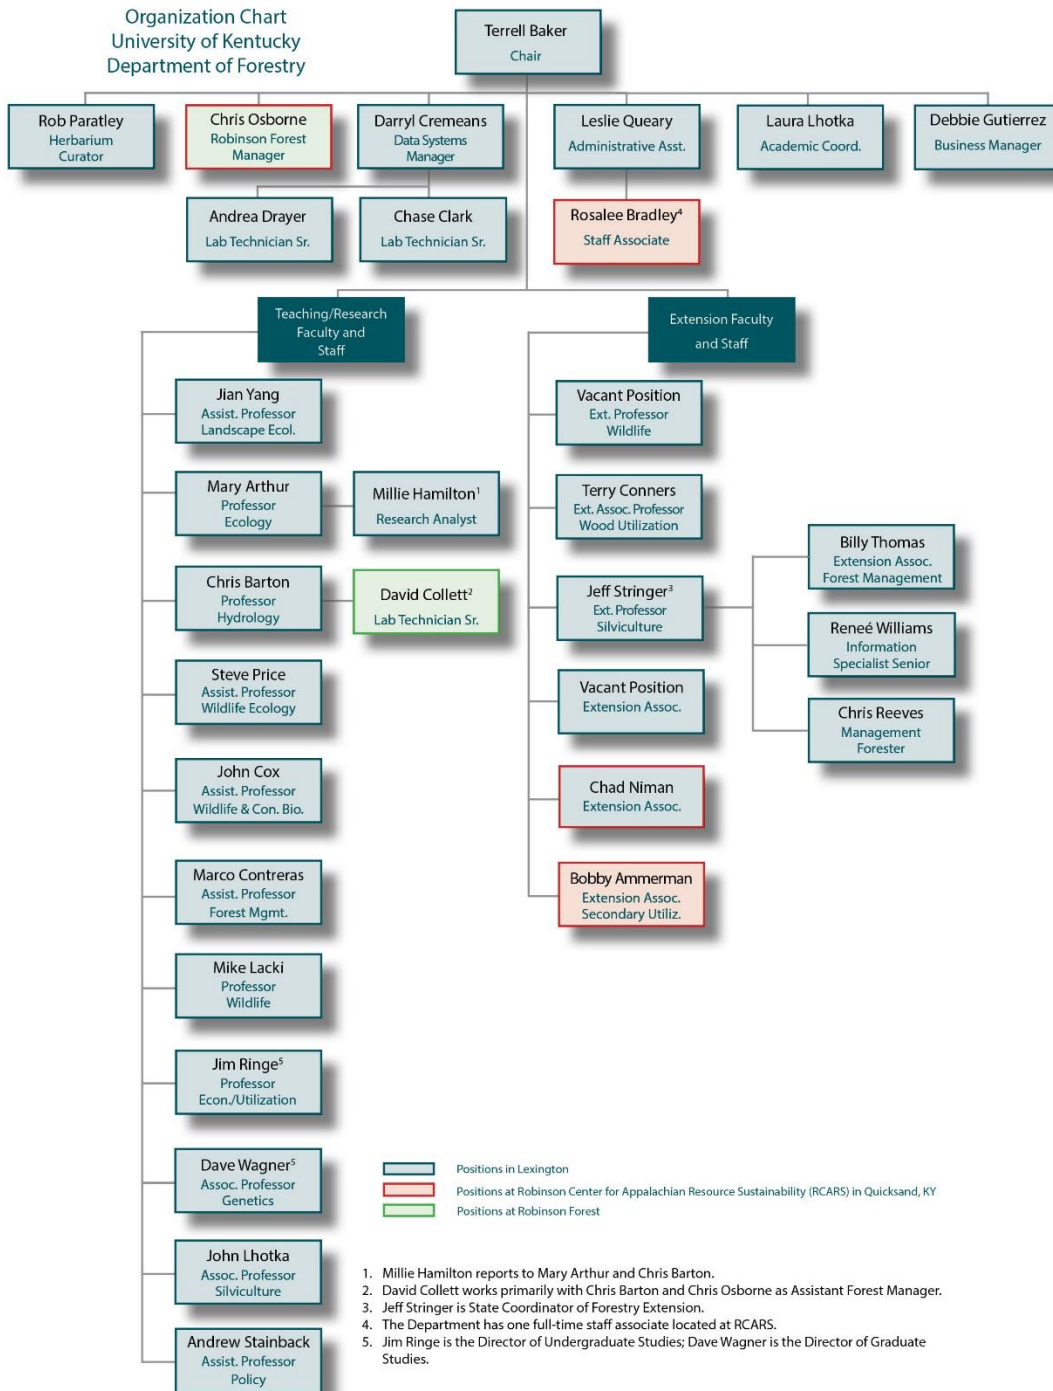 Organization Chart
University of Kentucky
Department of Forestry
Terrell Baker
Chair
Rob Paratley
Herbarium
Curator
Chris Osborne
Robinson Forest
Manager
Darryl Cremeans
Data Systems
Manager
Leslie Queary
Administrative Asst.
Laura Lhotka
Academic Coord.
Debbie Gutierrez
Business Manager
Andrea Drayer
Lab Technician Sr.
Chase Clark
Lab Technician Sr.
Rosalee Bradley⁴
Staff Associate
Teaching/Research
Faculty and
Staff
Jian Yang
Assist. Professor
Landscape Ecol.
Mary Arthur
Professor
Ecology
Millie Hamilton¹
Research Analyst
Chris Barton
Professor
Hydrology
David Collett²
Lab Technician Sr.
Steve Price
Assist. Professor
Wildlife Ecology
John Cox
Assist. Professor
Wildlife & Con. Bio.
Marco Contreras
Assist. Professor
Forest Mgmt.
Mike Lacki
Professor
Wildlife
Jim Ringe⁵
Professor
Econ./Utilization
Dave Wagner⁵
Assoc. Professor
Genetics
John Lhotka
Assoc. Professor
Silviculture
Andrew Stainback
Assist. Professor
Policy
Extension Faculty
and Staff
Vacant Position
Ext. Professor
Wildlife
Terry Conners
Ext. Assoc. Professor
Wood Utilization
Jeff Stringer³
Ext. Professor
Silviculture
Billy Thomas
Extension Assoc.
Forest Management
Reneé Williams
Information
Specialist Senior
Chris Reeves
Management
Forester
Vacant Position
Extension Assoc.
Chad Niman
Extension Assoc.
Bobby Ammerman
Extension Assoc.
Secondary Utiliz.
Positions in Lexington
Positions at Robinson Center for Appalachian Resource Sustainability (RCARS) in Quicksand, KY
Positions at Robinson Forest
1. Millie Hamilton reports to Mary Arthur and Chris Barton.
2. David Collett works primarily with Chris Barton and Chris Osborne as Assistant Forest Manager.
3. Jeff Stringer is State Coordinator of Forestry Extension.
4. The Department has one full-time staff associate located at RCARS.
5. Jim Ringe is the Director of Undergraduate Studies; Dave Wagner is the Director of Graduate
Studies.